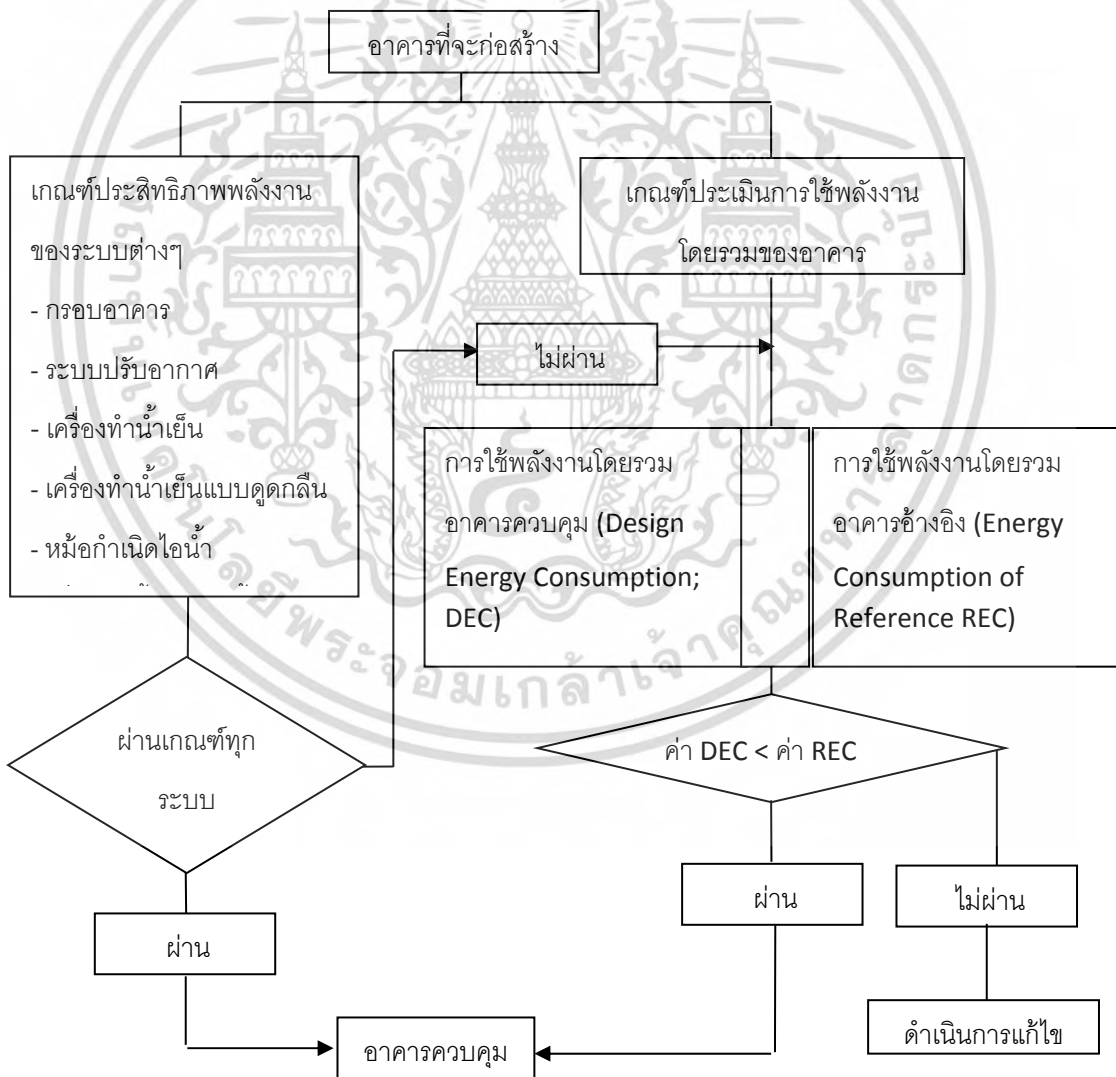 อาคารที่จะก่อสร้าง
เกณฑ์ประสิทธิภาพพลังงาน
ของระบบต่างๆ
- กรอบอาคาร
- ระบบปรับอากาศ
- เครื่องทำน้ำเย็น
- เครื่องทำน้ำเย็นแบบดูดกลืน
- หม้อกำเนิดไอน้ำ
เกณฑ์ประเมินการใช้พลังงาน
โดยรวมของอาคาร
ไม่ผ่าน
การใช้พลังงานโดยรวม
อาคารควบคุม (Design
Energy Consumption;
DEC)
การใช้พลังงานโดยรวม
อาคารอ้างอิง (Energy
Consumption of
Reference REC)
ผ่านเกณฑ์ทุก
ระบบ
ค่า DEC < ค่า REC
ผ่าน
ผ่าน
ไม่ผ่าน
อาคารควบคุม
ดำเนินการแก้ไข